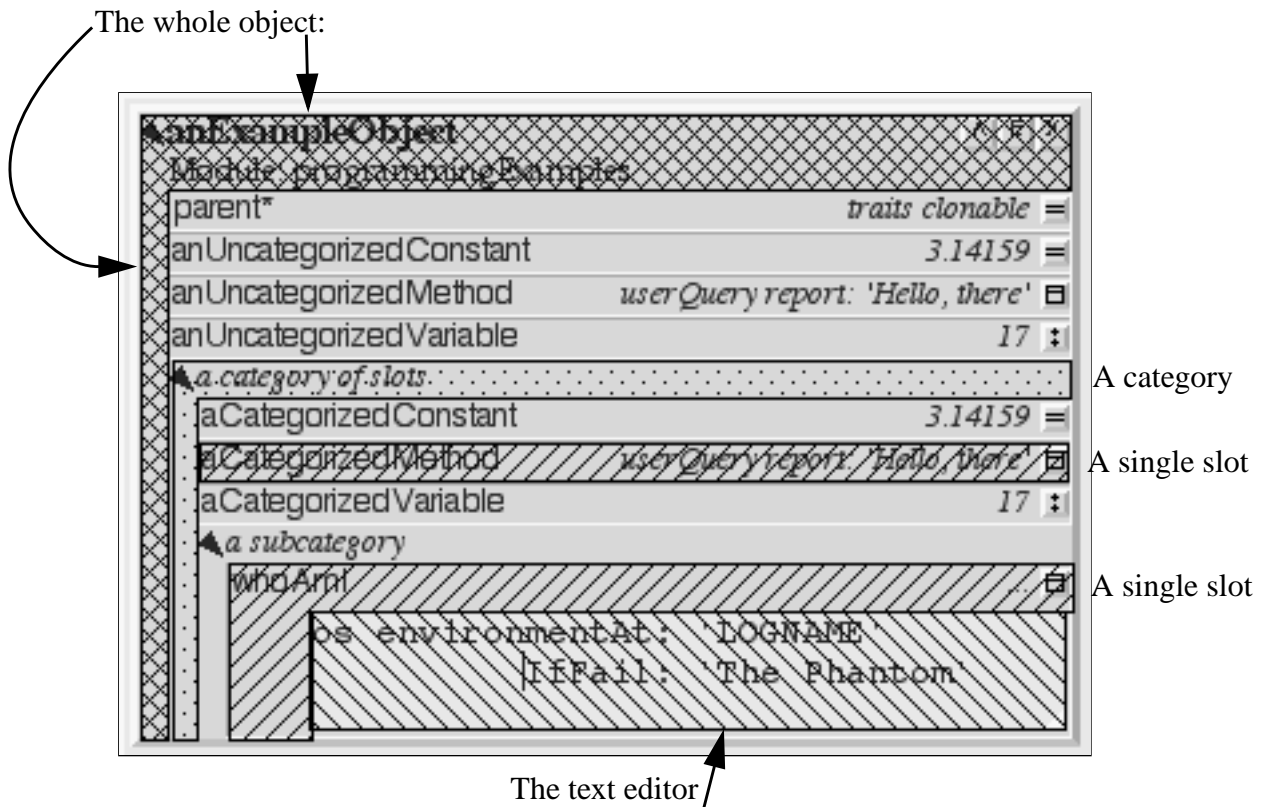 The whole object:
anExampleObject
Module: programmingExamples
parent* traits clonable =
anUncategorizedConstant 3.14159 =
anUncategorizedMethod userQuery report: 'Hello, there'
anUncategorizedVariable 17 :
a category of slots A category
aCategorizedConstant 3.14159 =
aCategorizedMethod userQuery report: 'Hello, there' A single slot
aCategorizedVariable 17 :
a subcategory
whoAmI ... A single slot
os environmentAt: 'LOGNAME'
IfFail: 'The Phantom'
The text editor